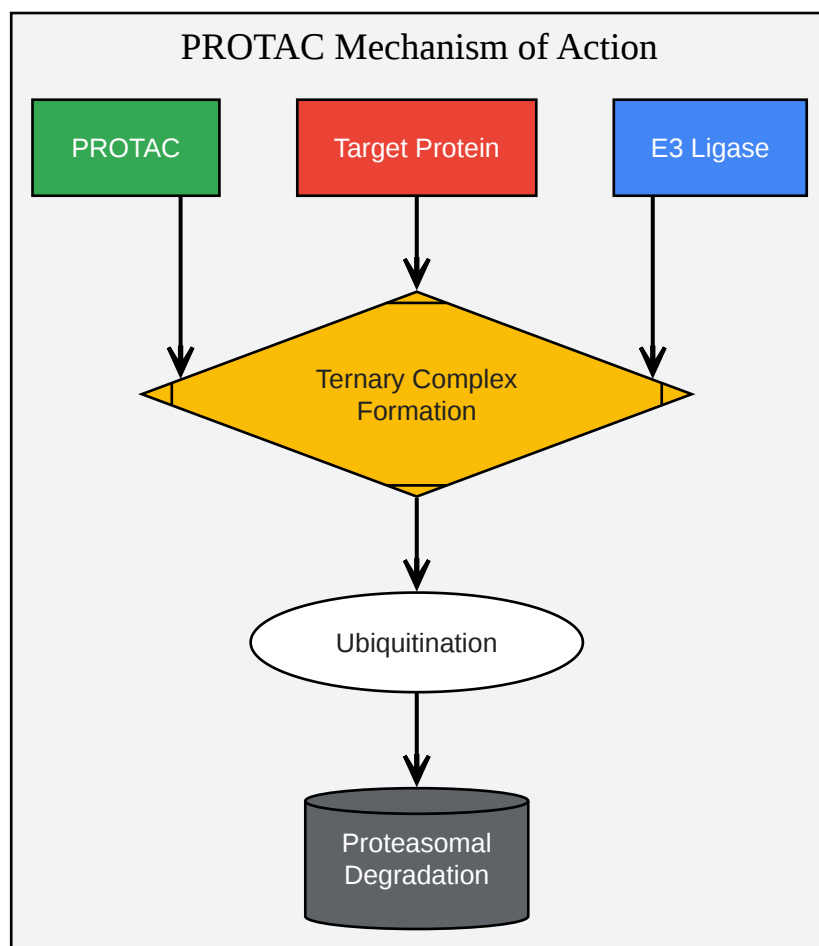 PROTAC Mechanism of Action
PROTAC
Target Protein
E3 Ligase
Ternary Complex
Formation
Ubiquitination
Proteasomal
Degradation